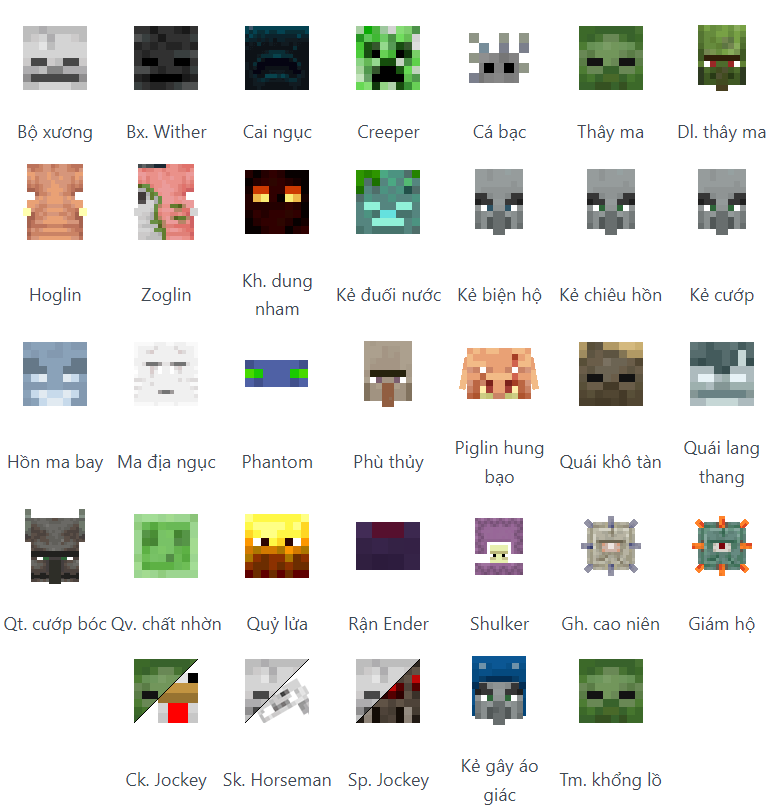 Bộ xương
Bx. Wither
Cai ngục
Creeper
Cá bạc
Thây ma
Dl. thây ma
Hoglin
Zoglin
Kh. dung
nham
Kẻ đuối nước
Kẻ biện hộ
Kẻ chiêu hồn
Kẻ cướp
Hồn ma bay
Ma địa ngục
Phantom
Phù thủy
Piglin hung
bạo
Quái khô tàn
Quái lang
thang
Qt. cướp bóc
Qv. chất nhờn
Quỷ lửa
Rận Ender
Shulker
Gh. cao niên
Giám hộ
Ck. Jockey
Sk. Horseman
Sp. Jockey
Kẻ gây áo
giác
Tm. khổng lồ